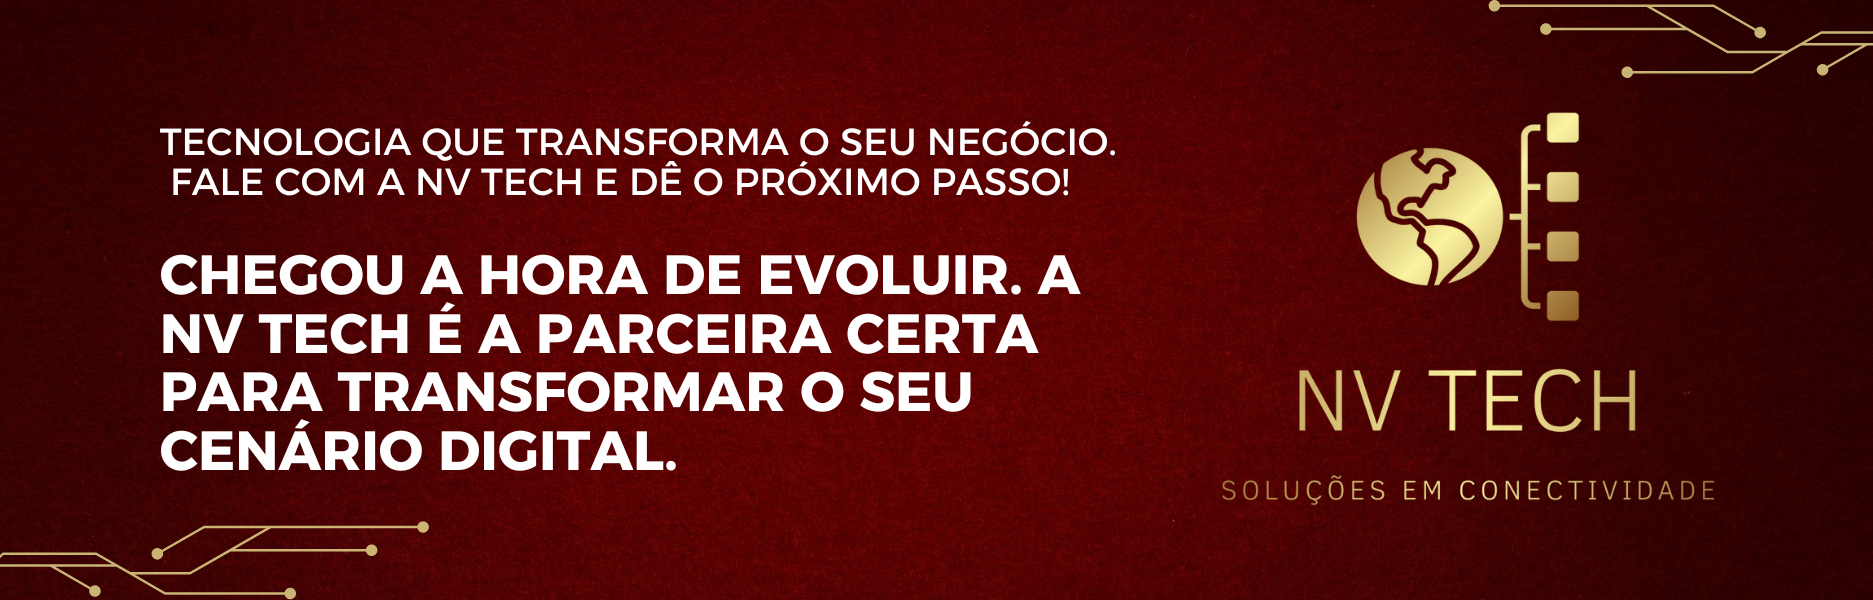 TECNOLOGIA QUE TRANSFORMA O SEU NEGÓCIO.
FALE COM A NV TECH E DÊ O PRÓXIMO PASSO!
CHEGOU A HORA DE EVOLUIR. A
NV TECH É A PARCEIRA CERTA
PARA TRANSFORMAR O SEU
CENÁRIO DIGITAL.
NV TECH
SOLUÇÕES EM CONECTIVIDADE